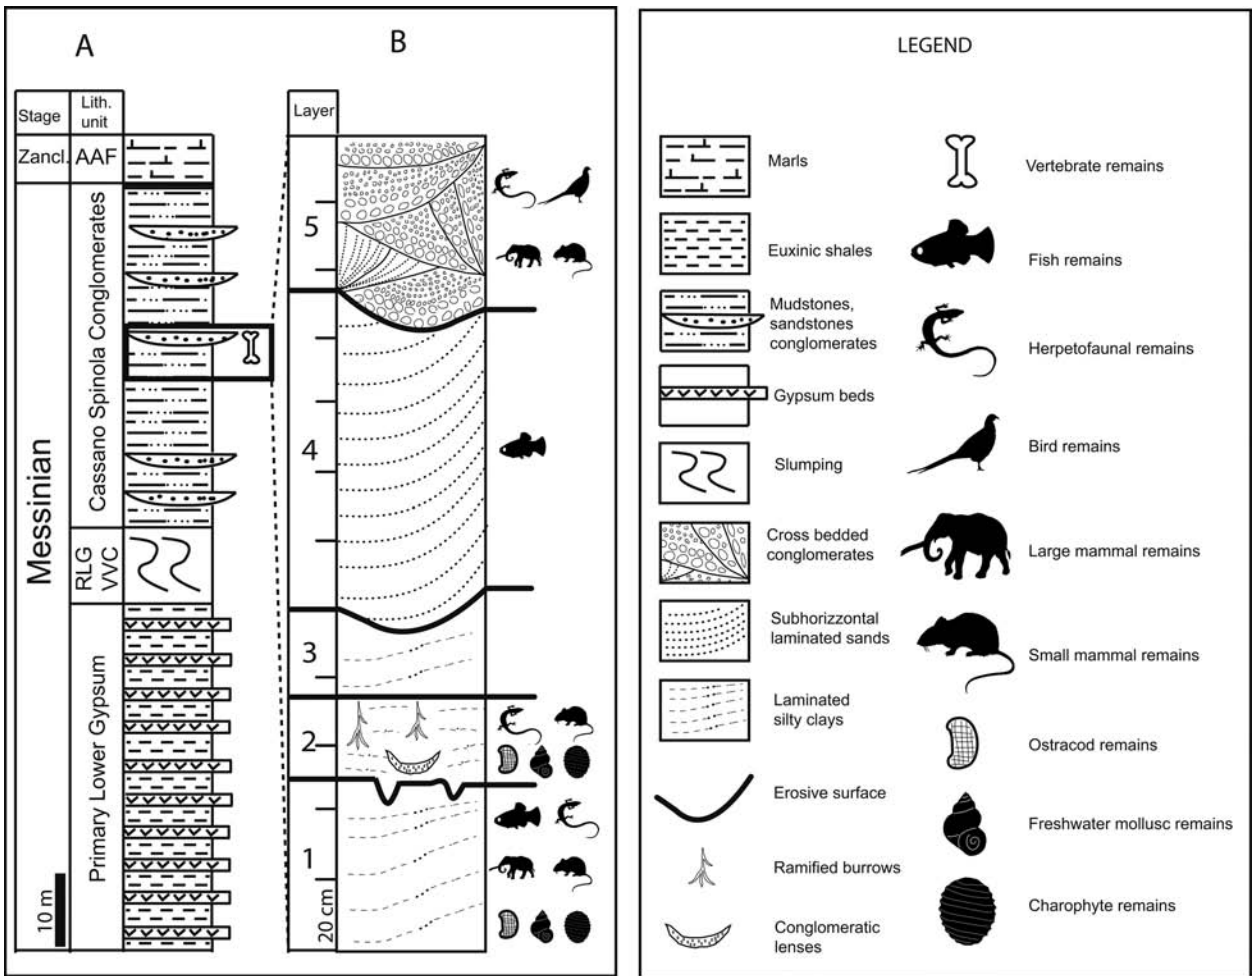 A
B
Stage
Lith.
unit
Layer
Zancl.
AAF
Messinian
Cassano Spinola Conglomerates
RLG
VVC
Primary Lower Gypsum
10 m
5
4
3
2
1
20 cm
LEGEND
Marls
Euxinic shales
Mudstones,
sandstones
conglomerates
Gypsum beds
Slumping
Cross bedded
conglomerates
Subhorizzontal
laminated sands
Laminated
silty clays
Erosive surface
Ramified burrows
Conglomeratic
lenses
Vertebrate remains
Fish remains
Herpetofaunal remains
Bird remains
Large mammal remains
Small mammal remains
Ostracod remains
Freshwater mollusc remains
Charophyte remains